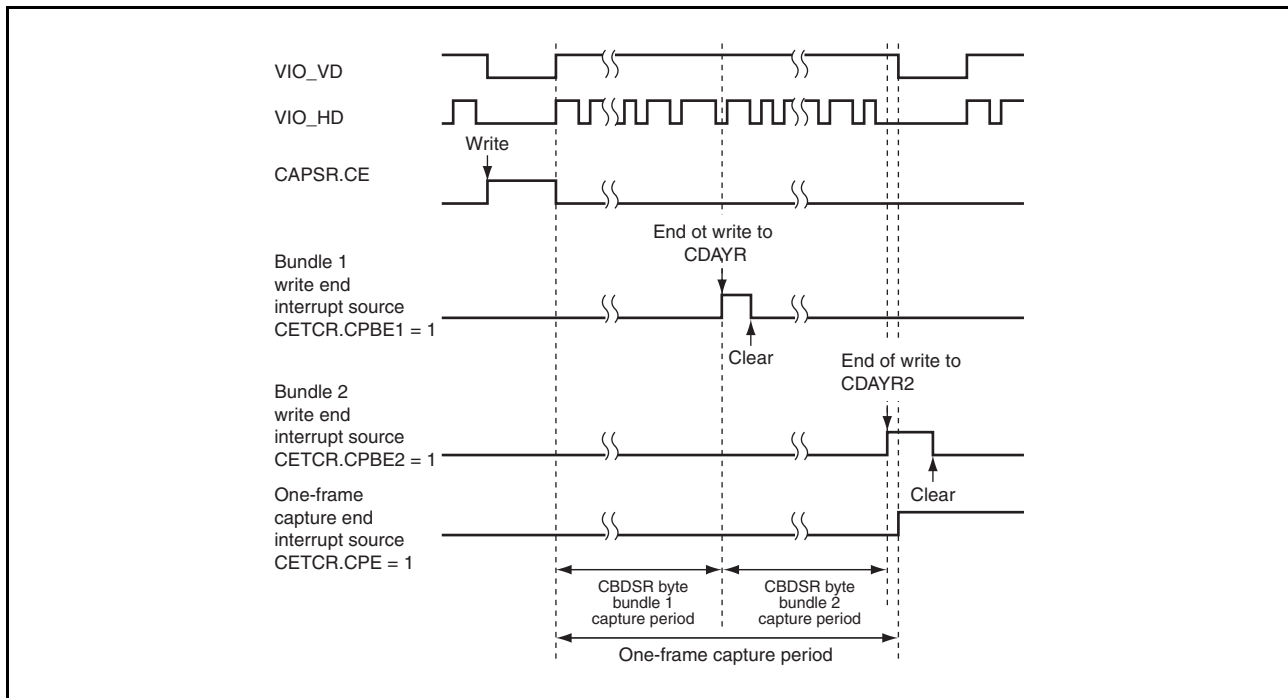 VIO_VD
VIO_HD
Write
CAPSR.CE
End ot write to
CDAYR
Bundle 1
write end
interrupt source
CETCR.CPBE1 = 1
Clear
End of write to
CDAYR2
Bundle 2
write end
interrupt source
CETCR.CPBE2 = 1
Clear
One-frame
capture end
interrupt source
CETCR.CPE = 1
CBDSR byte
bundle 1
capture period
CBDSR byte
bundle 2
capture period
One-frame capture period